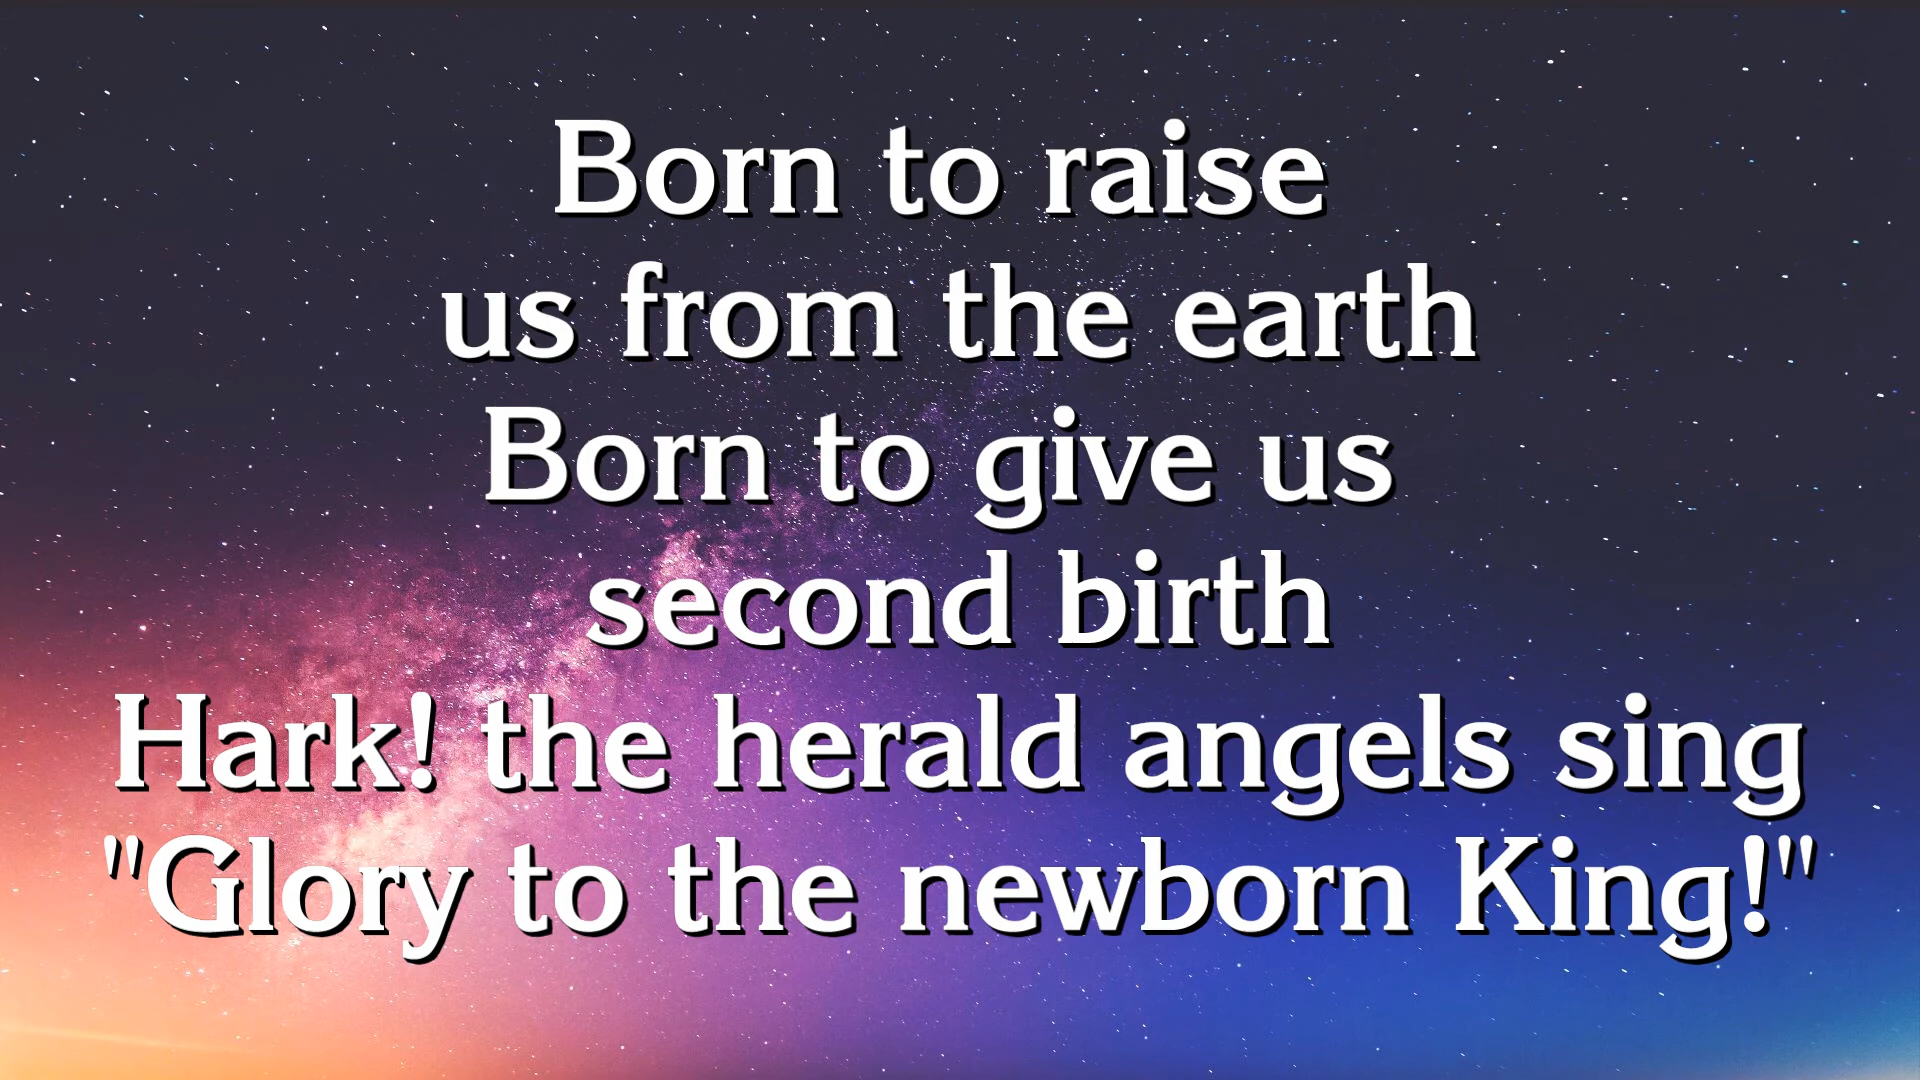 Born to raise
us from the earth
Born to give us
second birth
Hark! the herald angels sing
"Glory to the newborn King!"